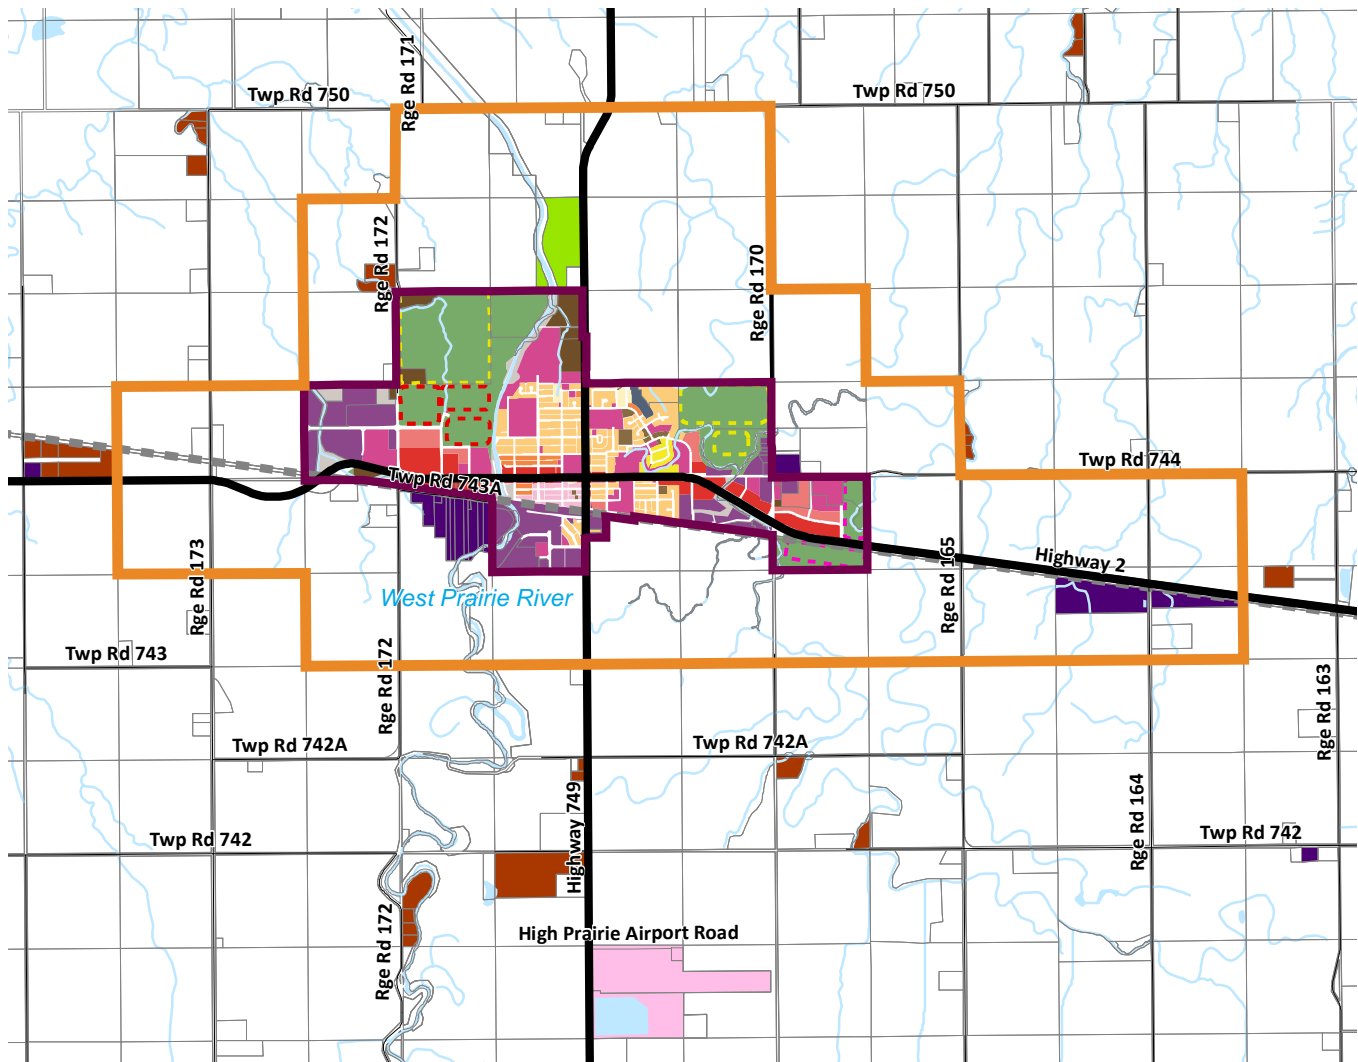 Twp Rd 750
Rge Rd 171
Twp Rd 750
Rge Rd 172
Rge Rd 170
Twp Rd 743A
Twp Rd 744
Rge Rd 173
Rge Rd 165
Highway 2
West Prairie River
Twp Rd 743
Rge Rd 172
Rge Rd 163
Twp Rd 742A
Twp Rd 742A
Highway 749
Rge Rd 164
Twp Rd 742
Twp Rd 742
Rge Rd 172
High Prairie Airport Road